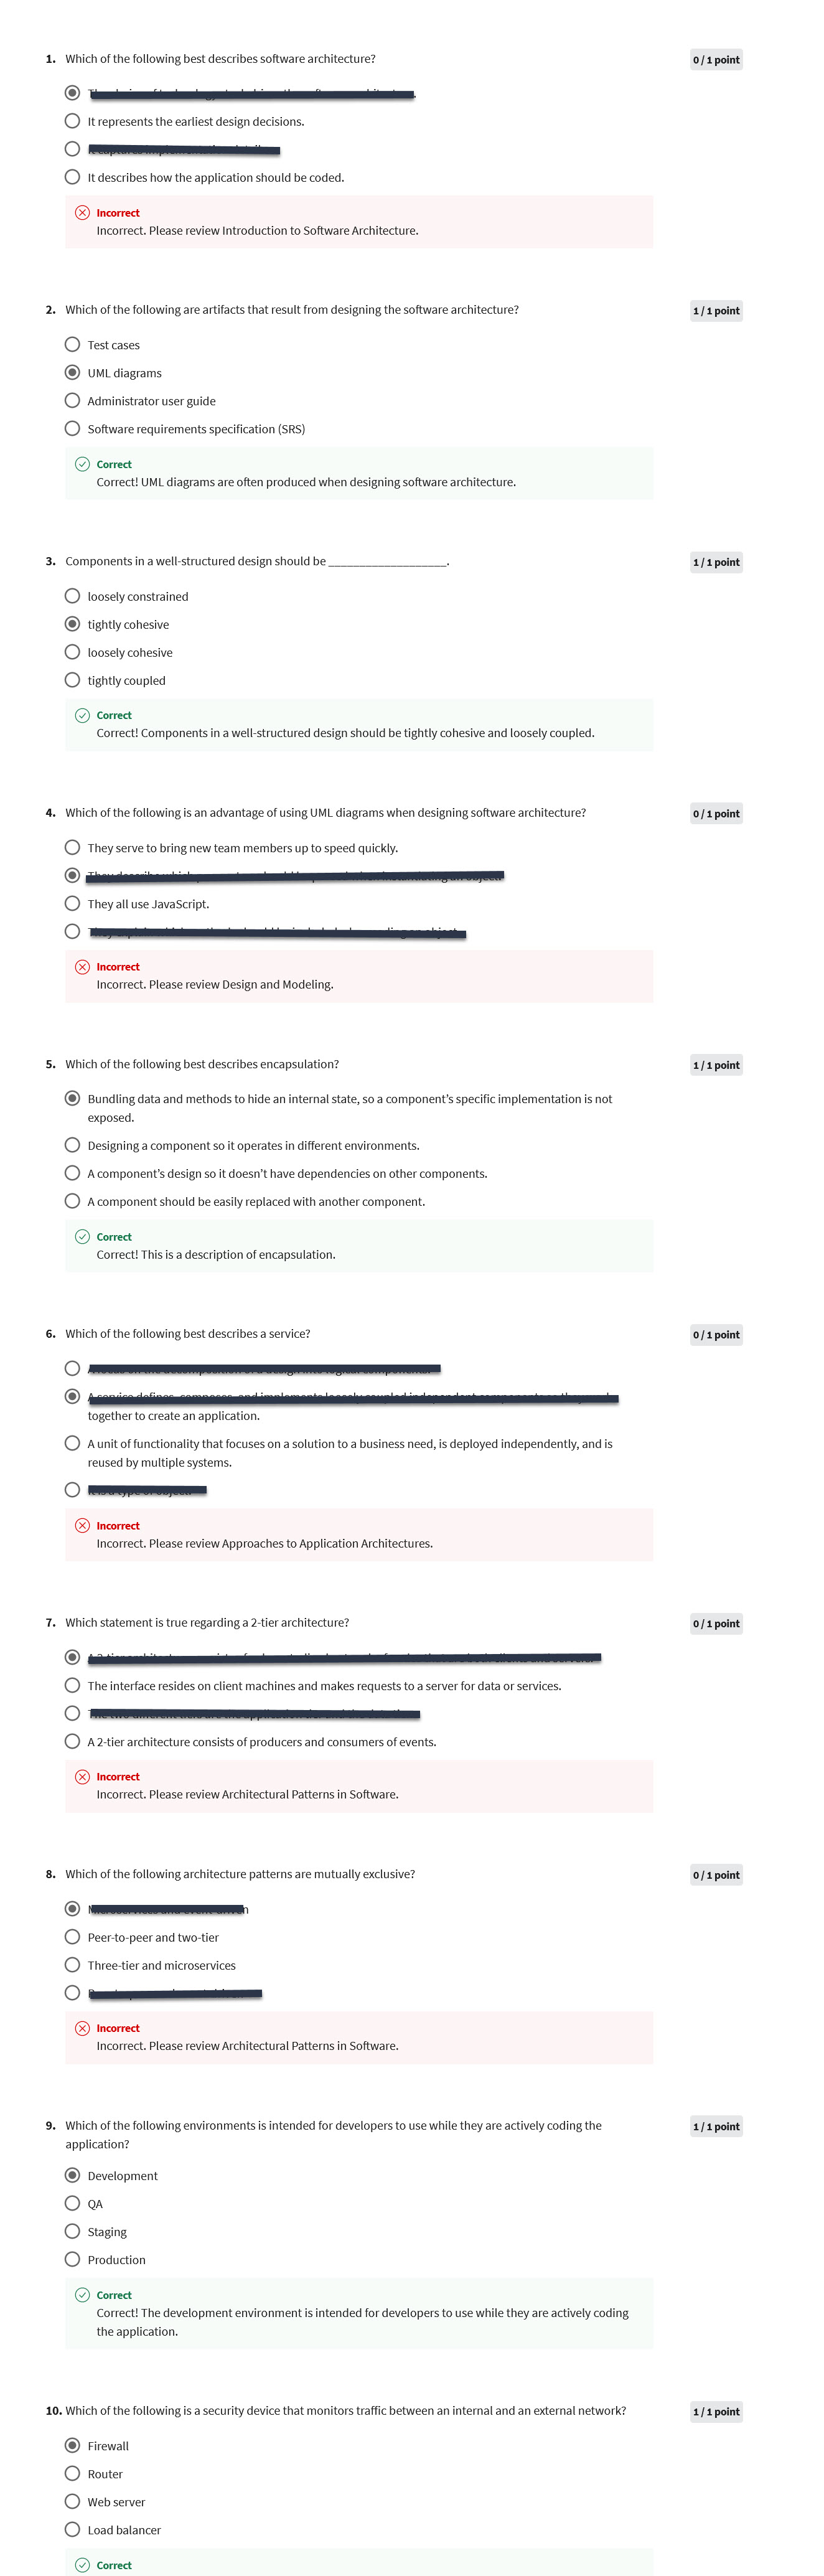 1. Which of the following best describes software architecture?
0 / 1 point
It represents the earliest design decisions.
It describes how the application should be coded.
Incorrect
Incorrect. Please review Introduction to Software Architecture.
2. Which of the following are artifacts that result from designing the software architecture?
1 / 1 point
Test cases
UML diagrams
Administrator user guide
Software requirements specification (SRS)
Correct
Correct! UML diagrams are often produced when designing software architecture.
3. Components in a well-structured design should be ___________________.
1 / 1 point
loosely constrained
tightly cohesive
loosely cohesive
tightly coupled
Correct
Correct! Components in a well-structured design should be tightly cohesive and loosely coupled.
4. Which of the following is an advantage of using UML diagrams when designing software architecture?
0 / 1 point
They serve to bring new team members up to speed quickly.
They all use JavaScript.
Incorrect
Incorrect. Please review Design and Modeling.
5. Which of the following best describes encapsulation?
1 / 1 point
Bundling data and methods to hide an internal state, so a component’s specific implementation is not
exposed.
Designing a component so it operates in different environments.
A component’s design so it doesn’t have dependencies on other components.
A component should be easily replaced with another component.
Correct
Correct! This is a description of encapsulation.
6. Which of the following best describes a service?
0 / 1 point
together to create an application.
A unit of functionality that focuses on a solution to a business need, is deployed independently, and is
reused by multiple systems.
Incorrect
Incorrect. Please review Approaches to Application Architectures.
7. Which statement is true regarding a 2-tier architecture?
0 / 1 point
The interface resides on client machines and makes requests to a server for data or services.
A 2-tier architecture consists of producers and consumers of events.
Incorrect
Incorrect. Please review Architectural Patterns in Software.
8. Which of the following architecture patterns are mutually exclusive?
0 / 1 point
Peer-to-peer and two-tier
Three-tier and microservices
Incorrect
Incorrect. Please review Architectural Patterns in Software.
9. Which of the following environments is intended for developers to use while they are actively coding the
application?
1 / 1 point
Development
QA
Staging
Production
Correct
Correct! The development environment is intended for developers to use while they are actively coding
the application.
10. Which of the following is a security device that monitors traffic between an internal and an external network?
1 / 1 point
Firewall
Router
Web server
Load balancer
Correct